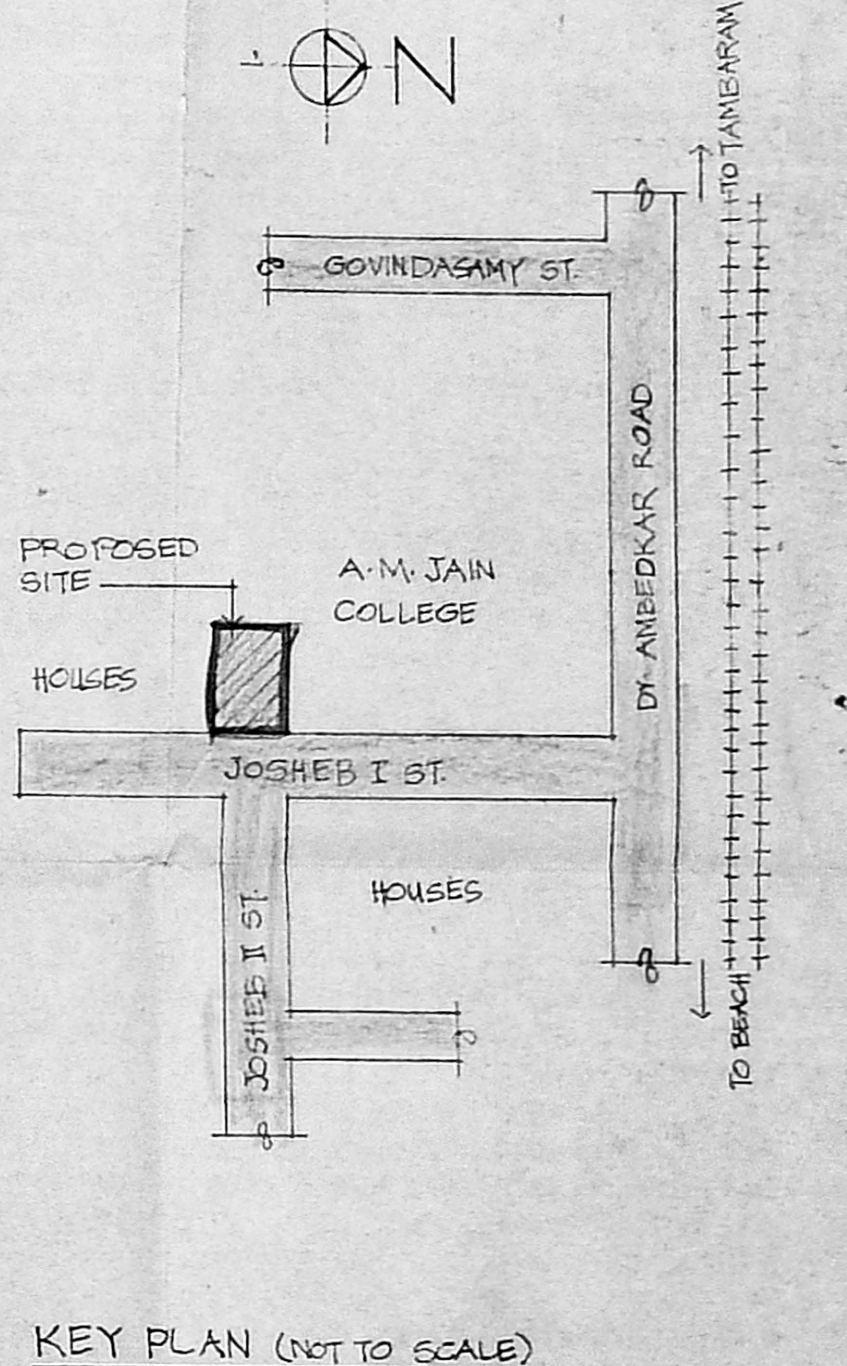 N
TO TAMBARAM
GOVINDASAMY ST.
DY. AMBEDKAR ROAD
PROPOSED
SITE
A.M. JAIN
COLLEGE
HOUSES
JOSHEB I ST.
HOUSES
JOSHEB II ST.
TO BEACH
KEY PLAN (NOT TO SCALE)